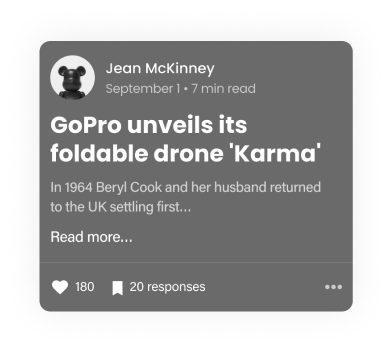 Jean McKinney
September 1 • 7 min read
GoPro unveils its
foldable drone 'Karma'
In 1964 Beryl Cook and her husband returned
to the UK settling first...
Read more...
180
20 responses